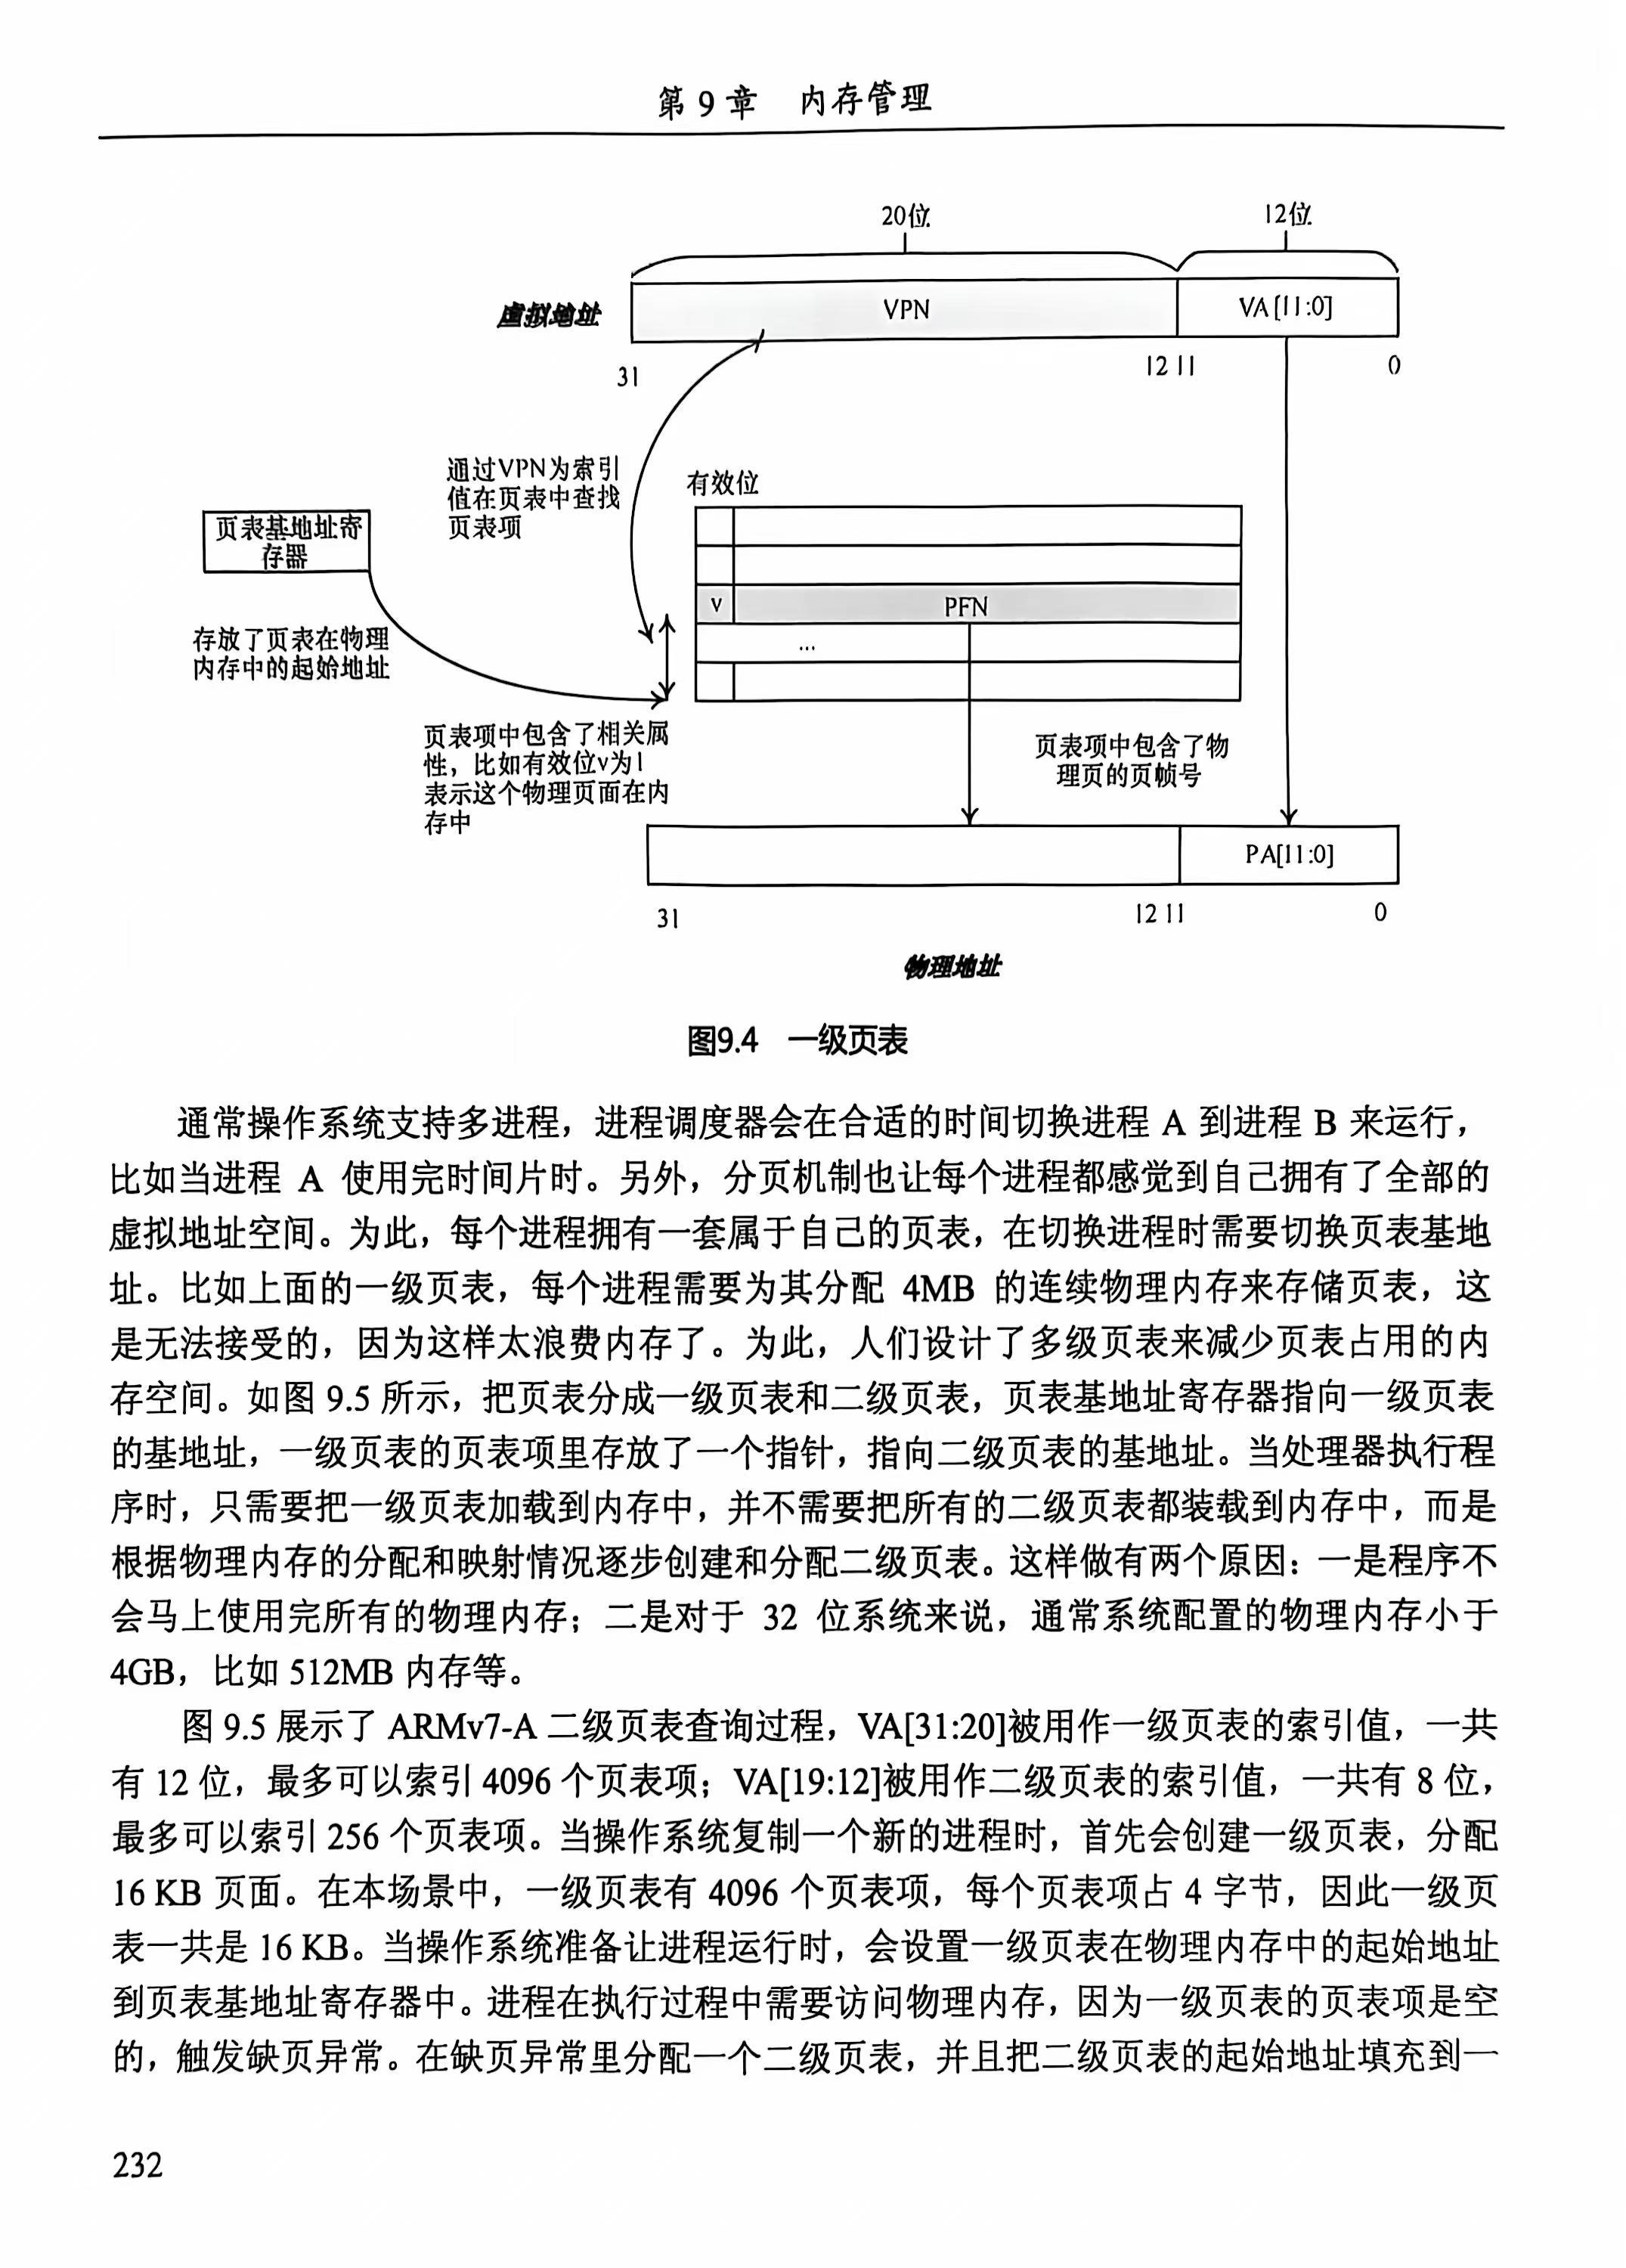 第 9 章 内存管理
20位
12位
虚拟地址
VPN
VA [11:0]
31
12 11
0
通过VPN为索引
值在页表中查找
页表项
有效位
页表基地址寄
存器
v
PFN
...
存放了页表在物理
内存中的起始地址
页表项中包含了相关属
性，比如有效位v为1
表示这个物理页面在内
存中
页表项中包含了物
理页的页帧号
PA[11:0]
31
12 11
0
物理地址
图9.4 一级页表
通常操作系统支持多进程，进程调度器会在合适的时间切换进程 A 到进程 B 来运行，
比如当进程 A 使用完时间片时。另外，分页机制也让每个进程都感觉到自己拥有了全部的
虚拟地址空间。为此，每个进程拥有一套属于自己的页表，在切换进程时需要切换页表基地
址。比如上面的一级页表，每个进程需要为其分配 4MB 的连续物理内存来存储页表，这
是无法接受的，因为这样太浪费内存了。为此，人们设计了多级页表来减少页表占用的内
存空间。如图 9.5 所示，把页表分成一级页表和二级页表，页表基地址寄存器指向一级页表
的基地址，一级页表的页表项里存放了一个指针，指向二级页表的基地址。当处理器执行程
序时，只需要把一级页表加载到内存中，并不需要把所有的二级页表都装载到内存中，而是
根据物理内存的分配和映射情况逐步创建和分配二级页表。这样做有两个原因：一是程序不
会马上使用完所有的物理内存；二是对于 32 位系统来说，通常系统配置的物理内存小于
4GB，比如 512MB 内存等。
图 9.5 展示了 ARMv7-A 二级页表查询过程，VA[31:20]被用作一级页表的索引值，一共
有 12 位，最多可以索引 4096 个页表项；VA[19:12]被用作二级页表的索引值，一共有 8 位，
最多可以索引 256 个页表项。当操作系统复制一个新的进程时，首先会创建一级页表，分配
16 KB 页面。在本场景中，一级页表有 4096 个页表项，每个页表项占 4 字节，因此一级页
表一共是 16 KB。当操作系统准备让进程运行时，会设置一级页表在物理内存中的起始地址
到页表基地址寄存器中。进程在执行过程中需要访问物理内存，因为一级页表的页表项是空
的，触发缺页异常。在缺页异常里分配一个二级页表，并且把二级页表的起始地址填充到一
232